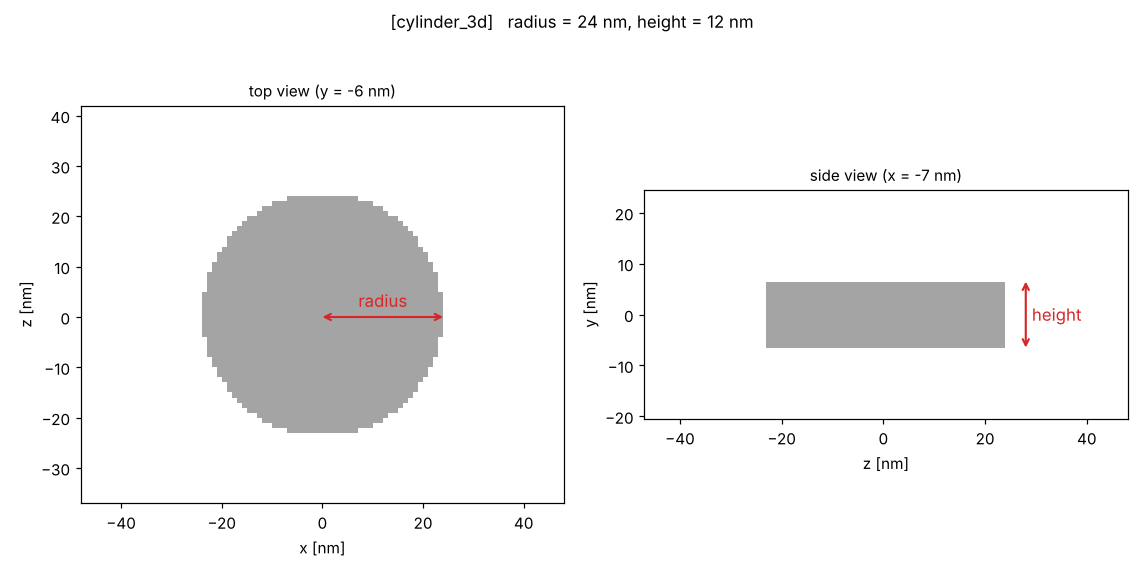 [cylinder_3d]   radius = 24 nm, height = 12 nm
top view (y = -6 nm)
40
30
20
10
0
−10
−20
−30
z [nm]
radius
−40
−20
0
20
40
x [nm]
side view (x = -7 nm)
20
10
0
−10
−20
y [nm]
height
−40
−20
0
20
40
z [nm]